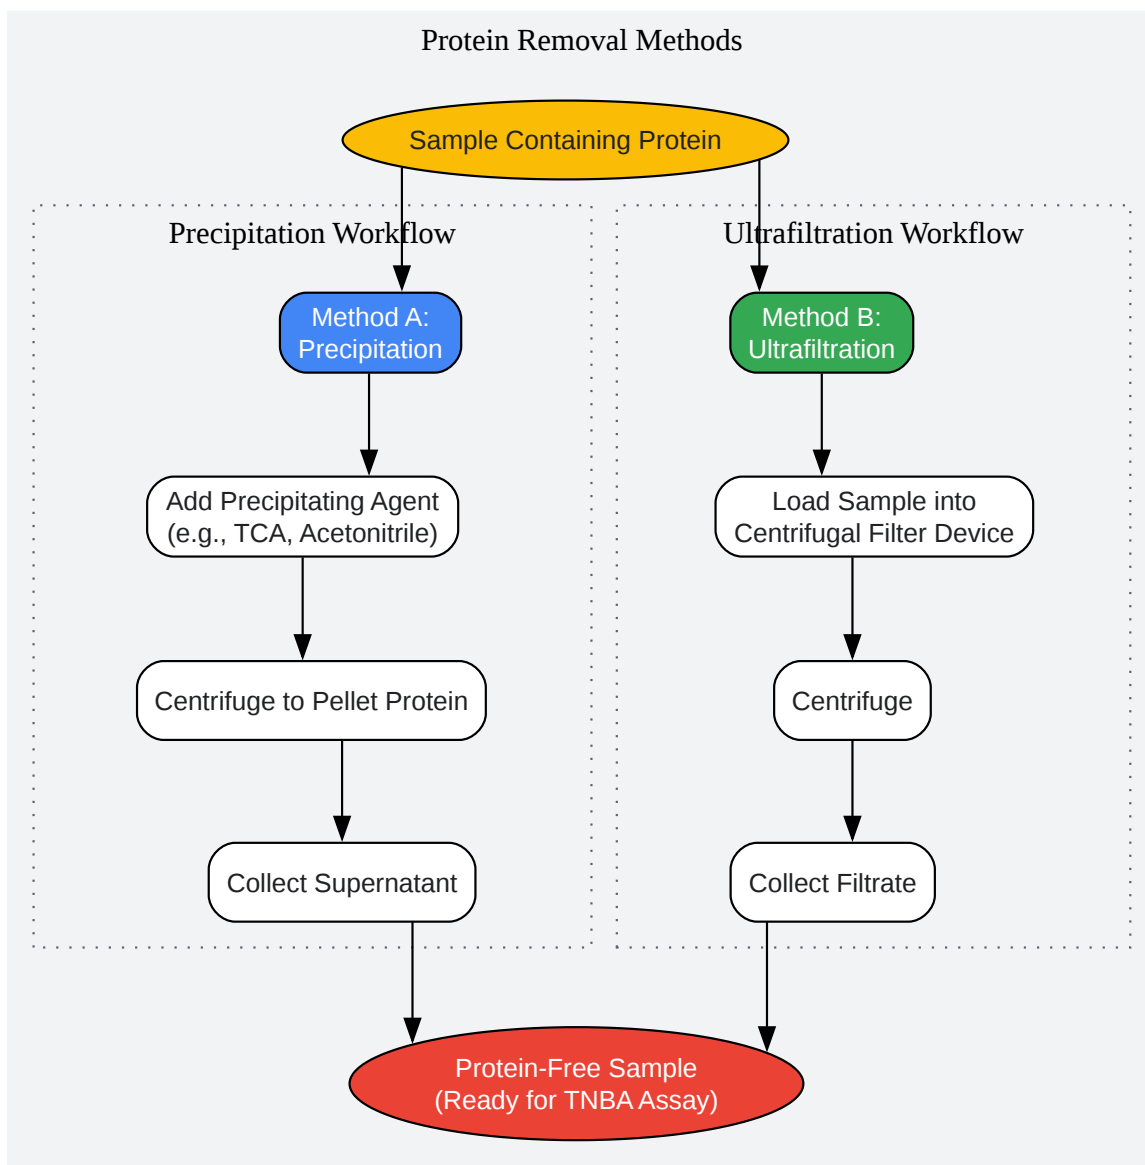 Protein Removal Methods
Sample Containing Protein
Precipitation Workflow
Method A:
Precipitation
Add Precipitating Agent
(e.g., TCA, Acetonitrile)
Centrifuge to Pellet Protein
Collect Supernatant
Ultrafiltration Workflow
Method B:
Ultrafiltration
Load Sample into
Centrifugal Filter Device
Centrifuge
Collect Filtrate
Protein-Free Sample
(Ready for TNBA Assay)